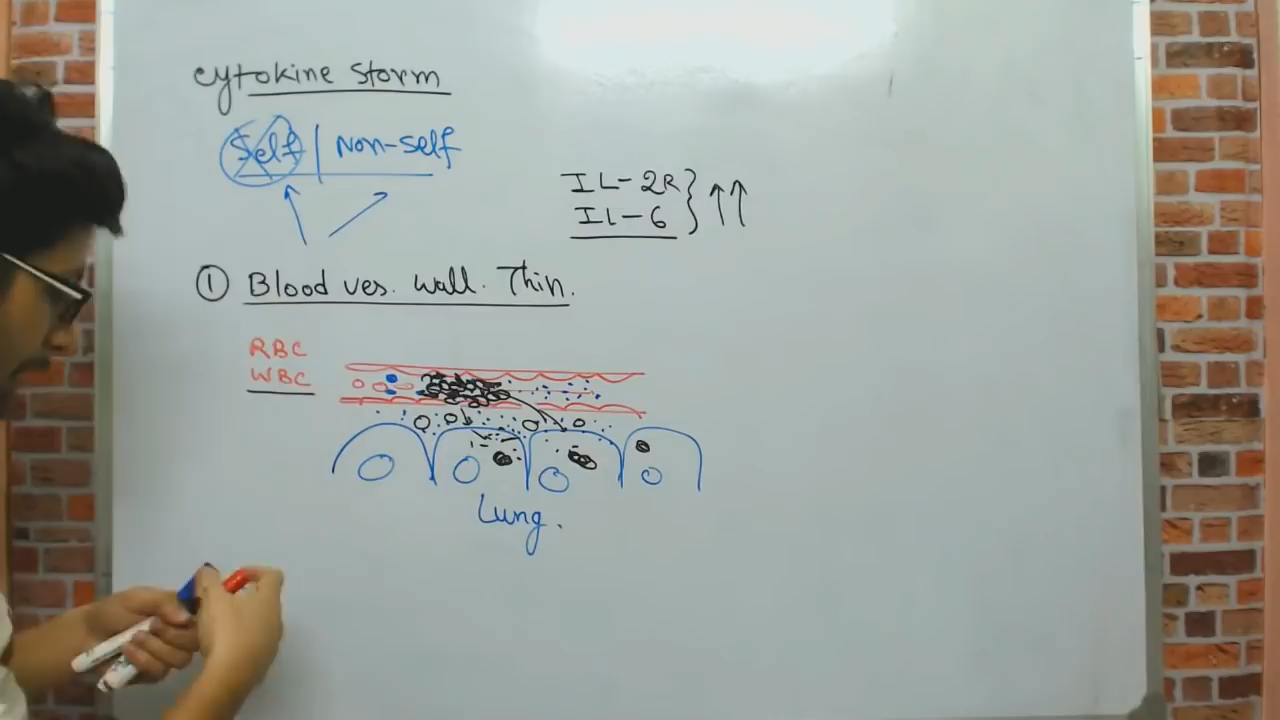 Cytokine Storm
Self | Non-self
IL-2R } ↑↑
IL-6
① Blood ves. wall. Thin.
RBC
WBC
Lung.